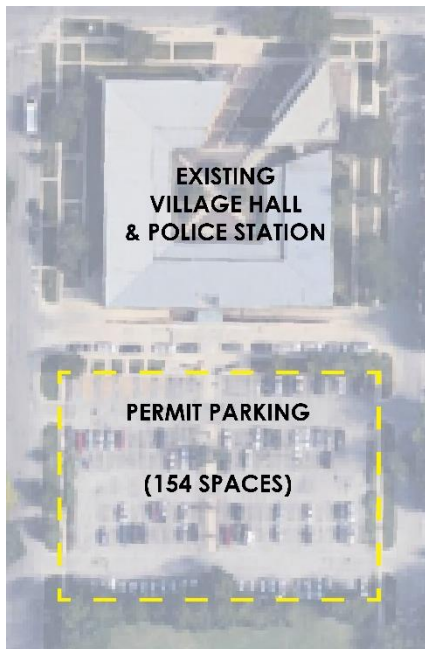 EXISTING
VILLAGE HALL
& POLICE STATION
PERMIT PARKING
(154 SPACES)